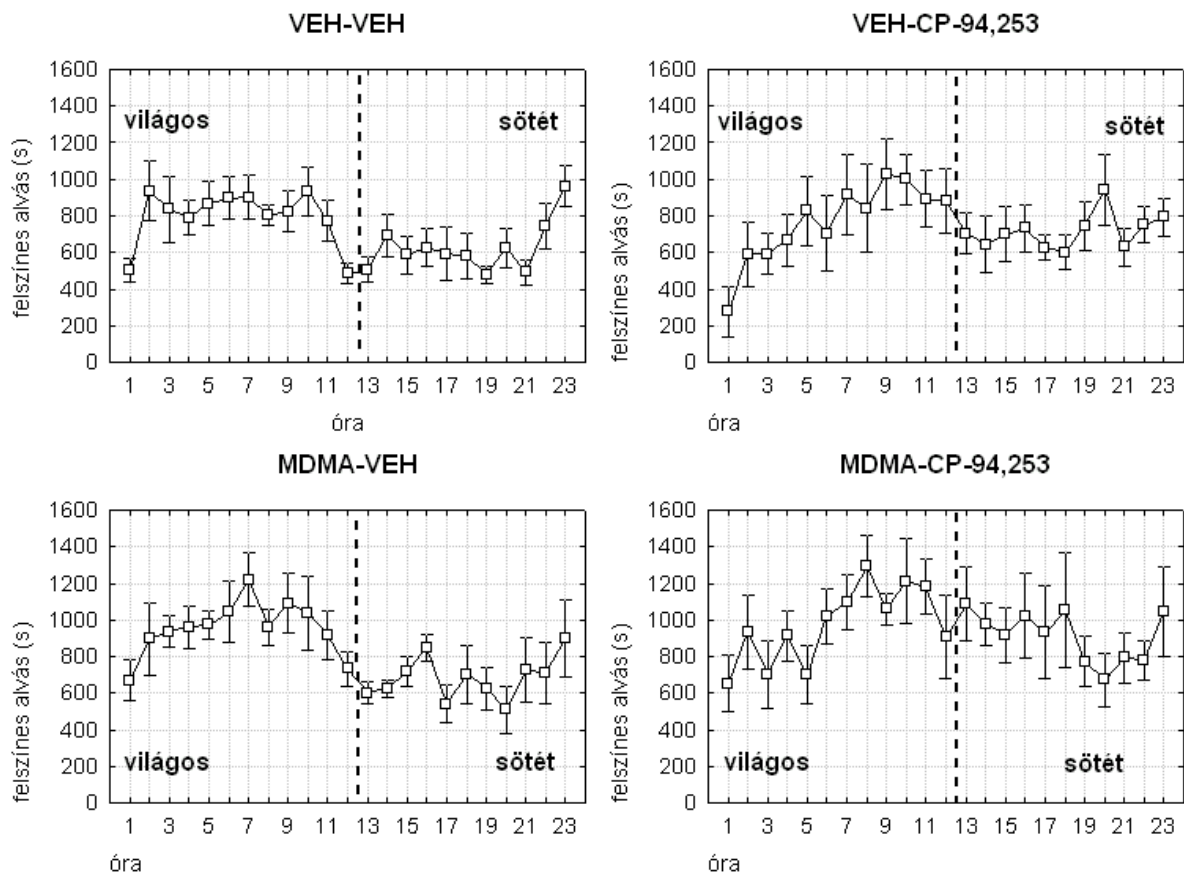 VEH-VEH
felszínes alvás (s)
1600
1400
1200
1000
800
600
400
200
0
világos
sötét
1 3 5 7 9 11 13 15 17 19 21 23
óra
VEH-CP-94,253
felszínes alvás (s)
1600
1400
1200
1000
800
600
400
200
0
világos
sötét
1 3 5 7 9 11 13 15 17 19 21 23
óra
MDMA-VEH
felszínes alvás (s)
1600
1400
1200
1000
800
600
400
200
0
világos
sötét
1 3 5 7 9 11 13 15 17 19 21 23
óra
MDMA-CP-94,253
felszínes alvás (s)
1600
1400
1200
1000
800
600
400
200
0
világos
sötét
1 3 5 7 9 11 13 15 17 19 21 23
óra